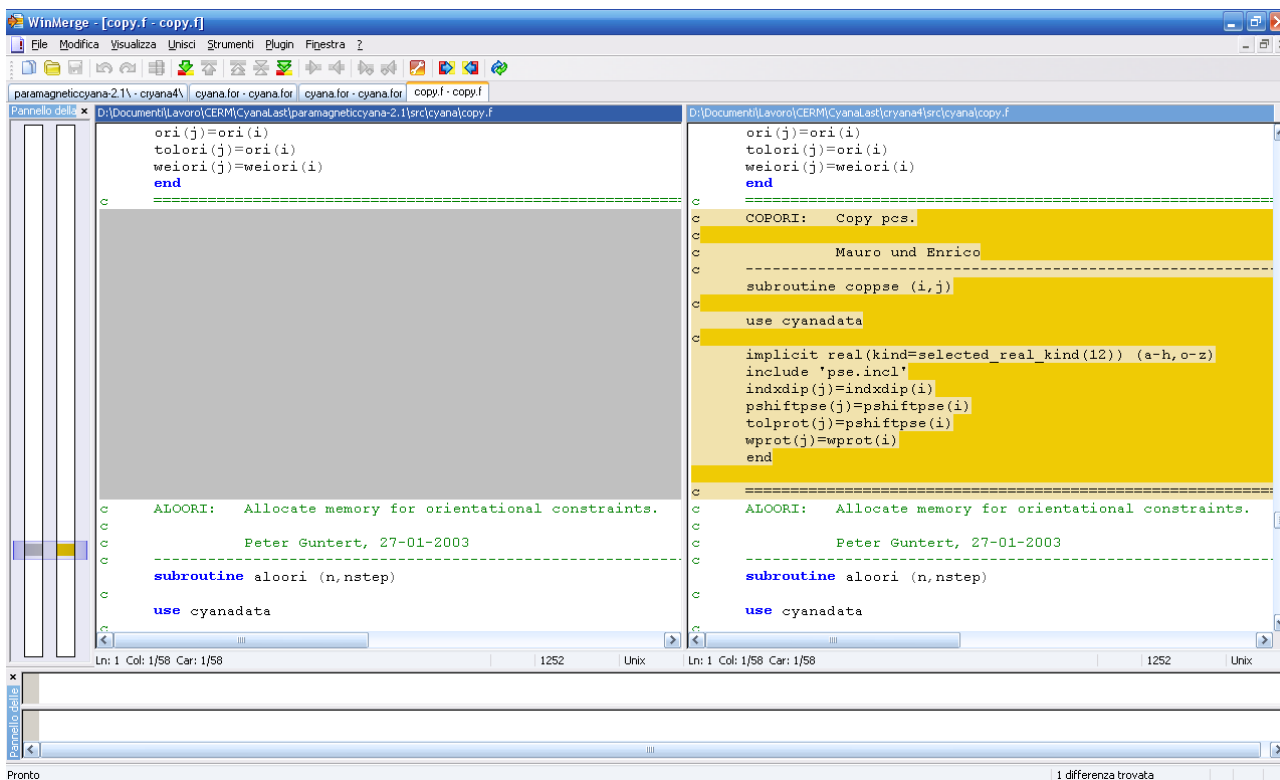 WinMerge - [copy.f - copy.f]
File Modifica Visualizza Unisci Strumenti Plugin Finestra ?
paramagneticcyana-2.1\ - cryana4\ cyana.for - cyana.for cyana.for - cyana.for copy.f - copy.f
Pannello della
D:\Documenti\Lavoro\CERM\CyanaLast\paramagneticcyana-2.1\src\cyana\copy.f
ori(j)=ori(i)
tolori(j)=ori(i)
weiori(j)=weiori(i)
end
c ===========================================================
c ALOORI: Allocate memory for orientational constraints.
c
c Peter Guntert, 27-01-2003
c -----------------------------------------------------------
subroutine aloori (n,nstep)
c
use cyanadata
c
Ln: 1 Col: 1/58 Car: 1/58 1252 Unix
D:\Documenti\Lavoro\CERM\CyanaLast\cryana4\src\cyana\copy.f
ori(j)=ori(i)
tolori(j)=ori(i)
weiori(j)=weiori(i)
end
c ===========================================================
c COPORI: Copy pcs.
c
c Mauro und Enrico
c -----------------------------------------------------------
subroutine coppse (i,j)
c
use cyanadata
c
implicit real(kind=selected_real_kind(12)) (a-h,o-z)
include 'pse.incl'
indxdip(j)=indxdip(i)
pshiftpse(j)=pshiftpse(i)
tolprot(j)=pshiftpse(i)
wprot(j)=wprot(i)
end
c ===========================================================
c ALOORI: Allocate memory for orientational constraints.
c
c Peter Guntert, 27-01-2003
c -----------------------------------------------------------
subroutine aloori (n,nstep)
c
use cyanadata
c
Ln: 1 Col: 1/58 Car: 1/58 1252 Unix
Pannello delle
Pronto 1 differenza trovata